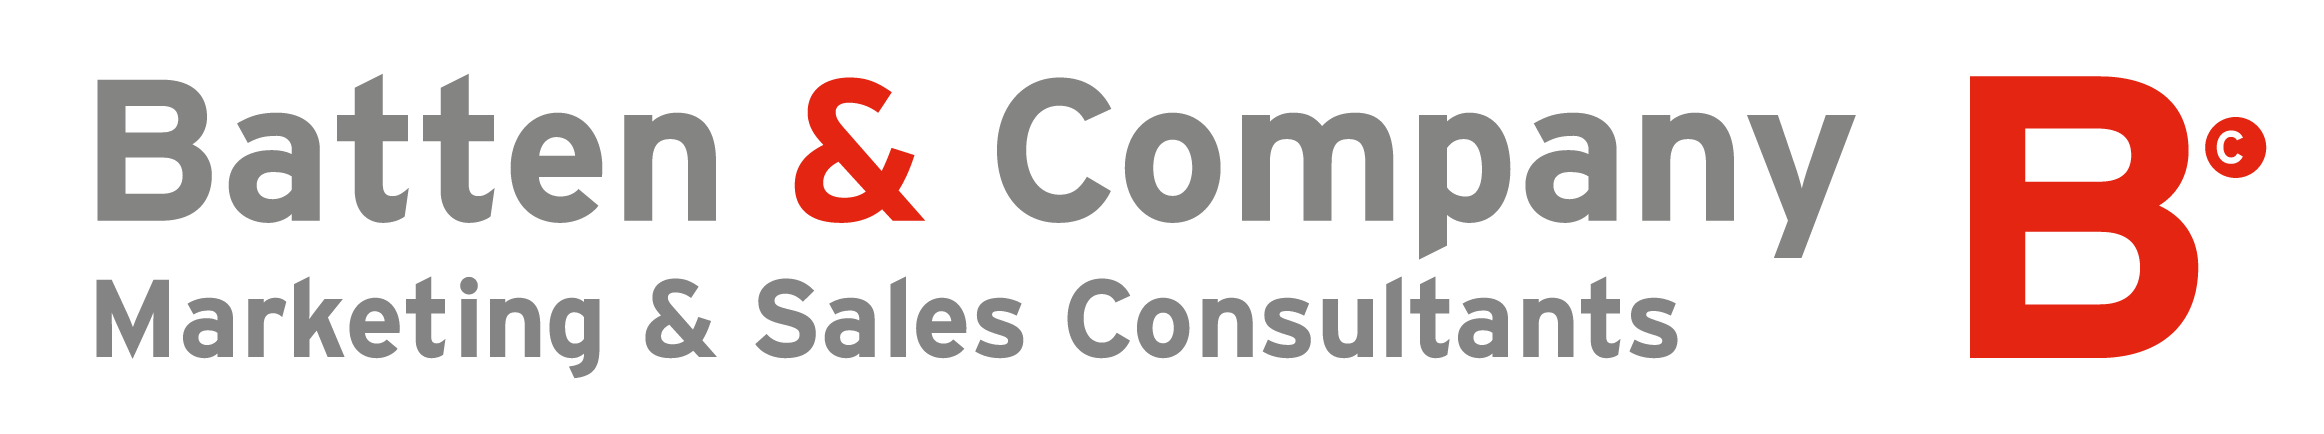 Batten & Company
Marketing & Sales Consultants
B C